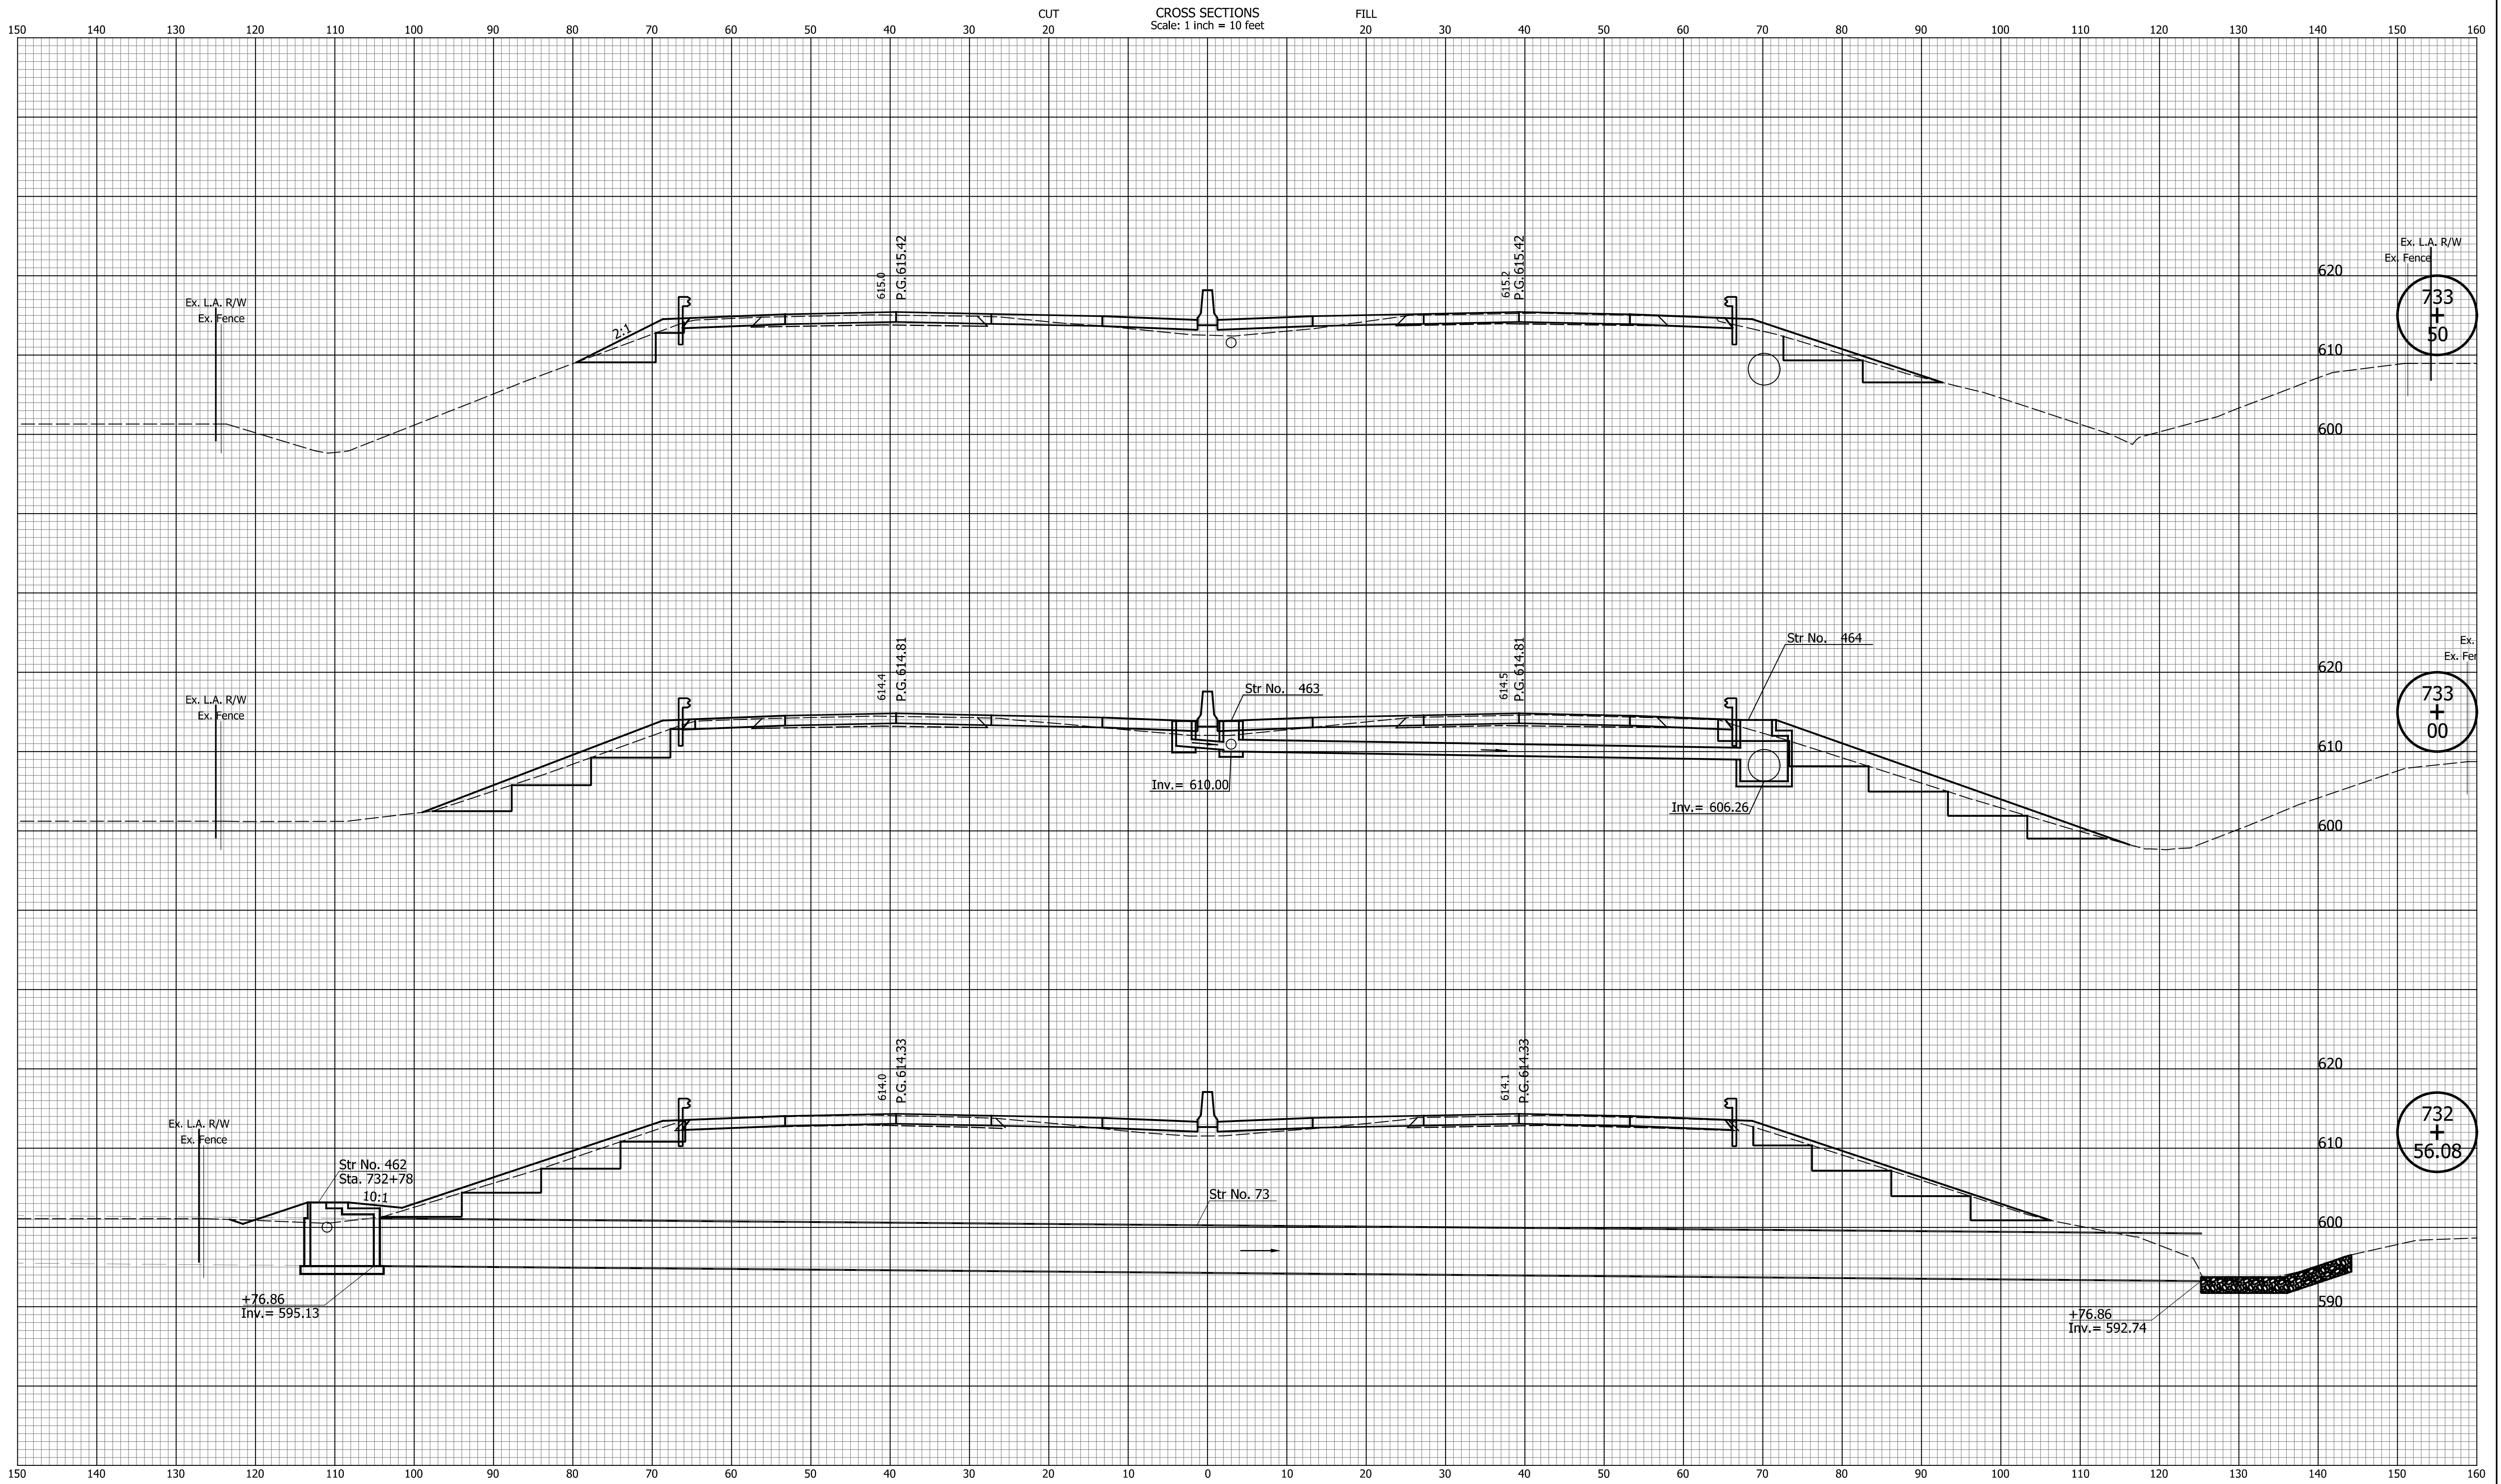 CUT CROSS SECTIONS FILL
Scale: 1 inch = 10 feet
150 140 130 120 110 100 90 80 70 60 50 40 30 20 20 30 40 50 60 70 80 90 100 110 120 130 140 150 160
Ex. L.A. R/W
Ex. Fence
2:1
615.0
P.G. 615.42
615.2
P.G. 615.42
Ex. L.A. R/W
Ex. Fence
620
610
600
733
+
50
Ex. L.A. R/W
Ex. Fence
614.4
P.G. 614.81
Str No. 463
Inv.= 610.00
614.5
P.G. 614.81
Str No. 464
Inv.= 606.26
Ex.
Ex. Fer
620
610
600
733
+
00
Ex. L.A. R/W
Ex. Fence
Str No. 462
Sta. 732+78
10:1
+76.86
Inv.= 595.13
614.0
P.G. 614.33
Str No. 73
614.1
P.G. 614.33
+76.86
Inv.= 592.74
620
610
600
590
732
+
56.08
150 140 130 120 110 100 90 80 70 60 50 40 30 20 10 0 10 20 30 40 50 60 70 80 90 100 110 120 130 140 150 160